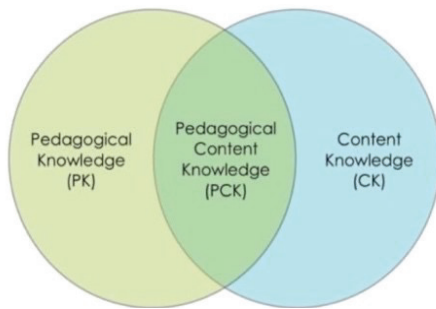 Pedagogical
Knowledge
(PK)
Pedagogical
Content
Knowledge
(PCK)
Content
Knowledge
(CK)